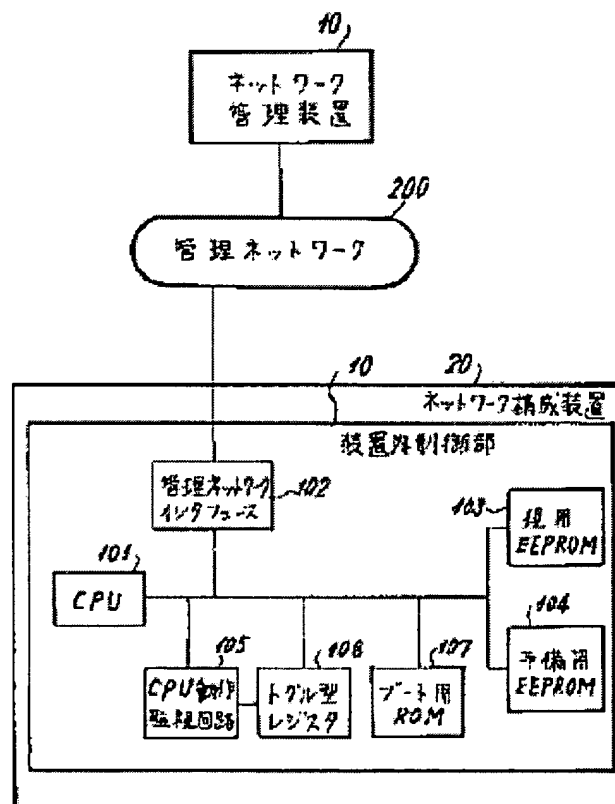 10
ネットワーク
管理装置
200
管理ネットワーク
10
20
ネットワーク構成装置
装置外制御部
管理ネットワーク
インタフェース
102
103
現用
EEPROM
101
CPU
104
予備用
EEPROM
105
106
107
CPU動作
監視回路
トグル型
レジスタ
ブート用
ROM